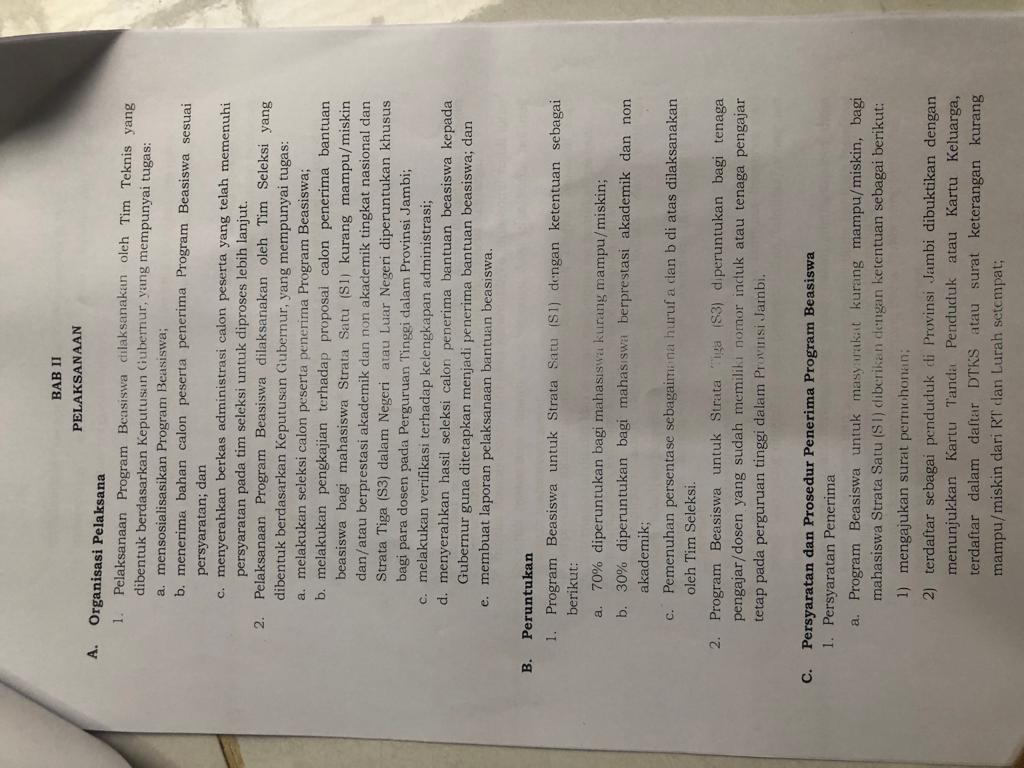 BAB II
PELAKSANAAN
A. Organisasi Pelaksana
1. Pelaksanaan Program Beasiswa dilaksanakan oleh Tim Teknis yang
dibentuk berdasarkan Keputusan Gubernur, yang mempunyai tugas:
a. mensosialisasikan Program Beasiswa;
b. menerima bahan calon peserta penerima Program Beasiswa sesuai
persyaratan; dan
c. menyerahkan berkas administrasi calon peserta yang telah memenuhi
persyaratan pada tim seleksi untuk diproses lebih lanjut.
2. Pelaksanaan Program Beasiswa dilaksanakan oleh Tim Seleksi yang
dibentuk berdasarkan Keputusan Gubernur, yang mempunyai tugas:
a. melakukan seleksi calon peserta penerima Program Beasiswa;
b. melakukan pengkajian terhadap proposal calon penerima bantuan
beasiswa bagi mahasiswa Strata Satu (S1) kurang mampu/miskin
dan/atau berprestasi akademik dan non akademik tingkat nasional dan
Strata Tiga (S3) dalam Negeri atau Luar Negeri diperuntukan khusus
bagi para dosen pada Perguruan Tinggi dalam Provinsi Jambi;
c. melakukan verifikasi terhadap kelengkapan administrasi;
d. menyerahkan hasil seleksi calon penerima bantuan beasiswa kepada
Gubernur guna ditetapkan menjadi penerima bantuan beasiswa; dan
e. membuat laporan pelaksanaan bantuan beasiswa.
B. Peruntukan
1. Program Beasiswa untuk Strata Satu (S1) dengan ketentuan sebagai
berikut:
a. 70% diperuntukan bagi mahasiswa kurang mampu/miskin;
b. 30% diperuntukan bagi mahasiswa berprestasi akademik dan non
akademik;
c. Pemenuhan persentase sebagaimana huruf a dan b di atas dilaksanakan
oleh Tim Seleksi.
2. Program Beasiswa untuk Strata Tiga (S3) diperuntukan bagi tenaga
pengajar/dosen yang sudah memiliki nomor induk atau tenaga pengajar
tetap pada perguruan tinggi dalam Provinsi Jambi.
C. Persyaratan dan Prosedur Penerima Program Beasiswa
1. Persyaratan Penerima
a. Program Beasiswa untuk masyarakat kurang mampu/miskin, bagi
mahasiswa Strata Satu (S1) diberikan dengan ketentuan sebagai berikut:
1) mengajukan surat permohonan;
2) terdaftar sebagai penduduk di Provinsi Jambi dibuktikan dengan
menunjukkan Kartu Tanda Penduduk atau Kartu Keluarga,
terdaftar dalam daftar DTKS atau surat keterangan kurang
mampu/miskin dari RT dan Lurah setempat;